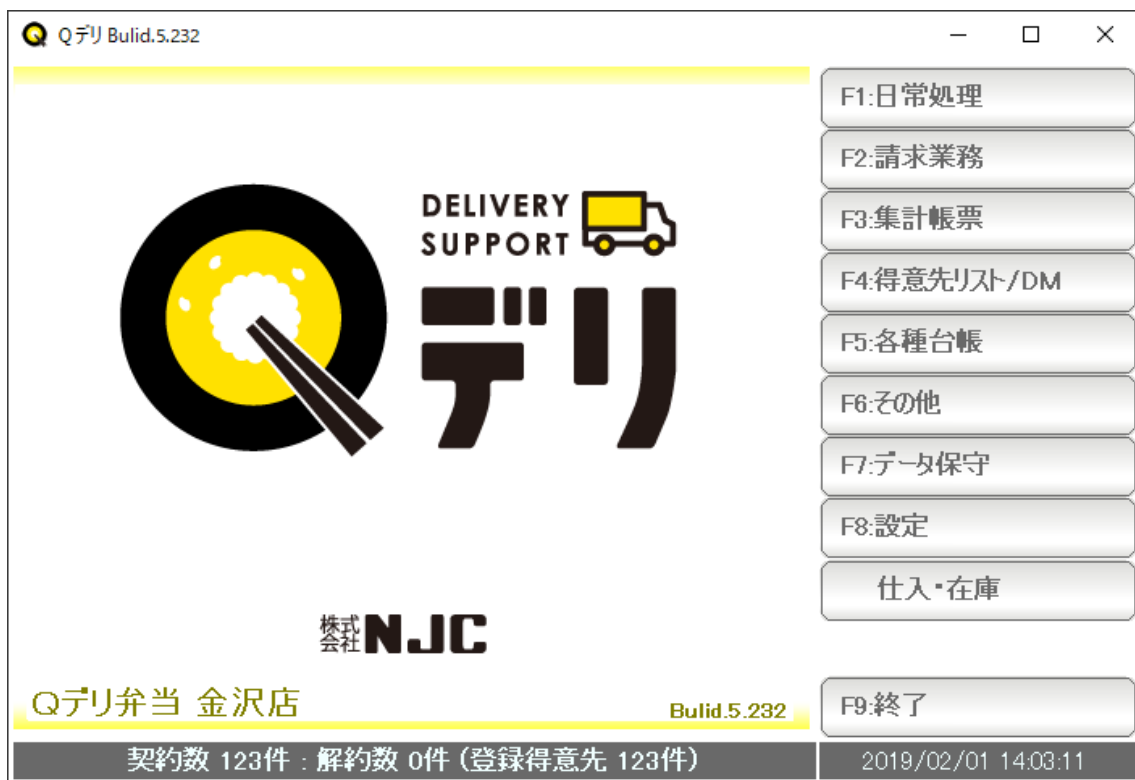 Qデリ Bulid.5.232
DELIVERY
SUPPORT
デリ
株式会社NJC
Qデリ弁当 金沢店
Bulid.5.232
契約数 123件 : 解約数 0件 (登録得意先 123件)
F1:日常処理
F2:請求業務
F3:集計帳票
F4:得意先リスト/DM
F5:各種台帳
F6:その他
F7:データ保守
F8:設定
仕入・在庫
F9:終了
2019/02/01 14:03:11